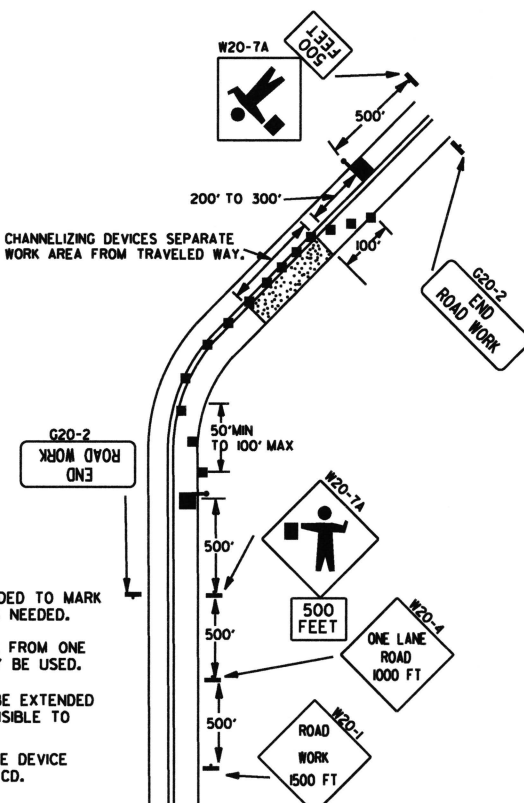 W20-7A
500
FEET
500'
200' TO 300'
CHANNELIZING DEVICES SEPARATE
WORK AREA FROM TRAVELED WAY.
100'
G20-2
END
ROAD WORK
50'MIN
TO 100' MAX
G20-2
END
ROAD WORK
W20-7A
500'
500
FEET
DED TO MARK
NEEDED.
500'
W20-4
ONE LANE
ROAD
1000 FT
FROM ONE
BE USED.
BE EXTENDED
SIBLE TO
500'
W20-1
ROAD
WORK
1500 FT
E DEVICE
CD.